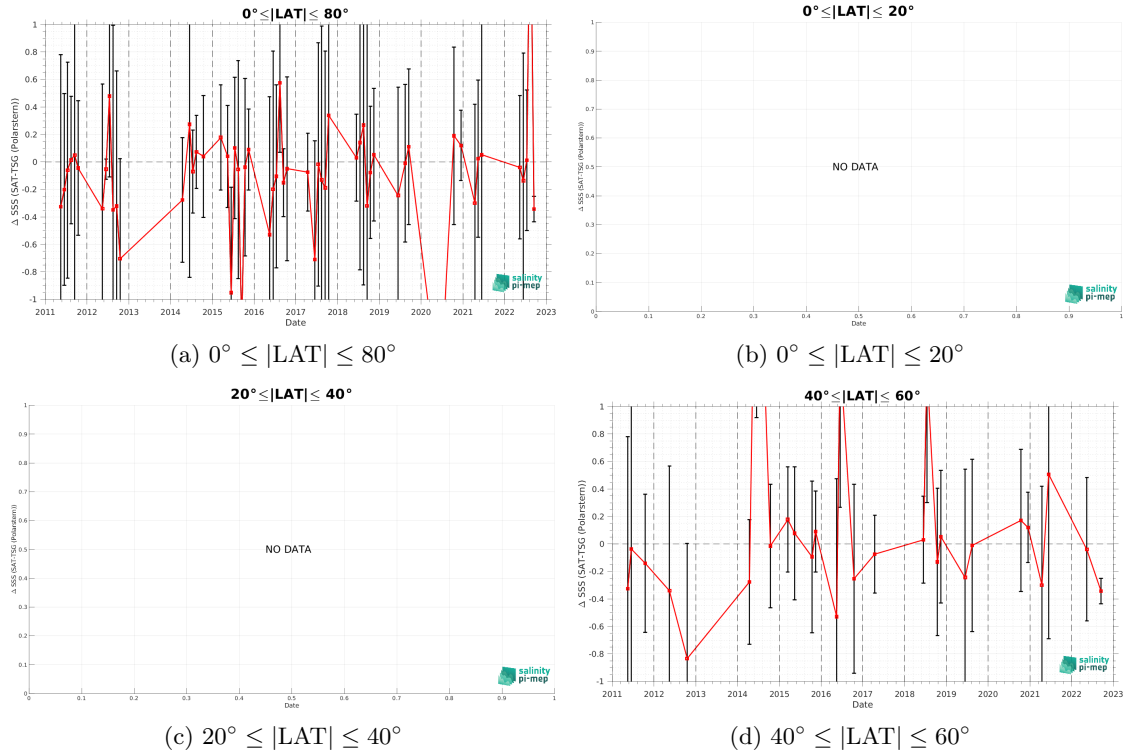 0°≤|LAT|≤ 80°
Δ SSS (SAT-TSG (Polarstern))
1
0.8
0.6
0.4
0.2
0
-0.2
-0.4
-0.6
-0.8
-1
2011 2012 2013 2014 2015 2016 2017 2018 2019 2020 2021 2022 2023
Date
salinity
pi-mep
(a) 0° ≤ |LAT| ≤ 80°
0°≤|LAT|≤ 20°
Δ SSS (SAT-TSG (Polarstern))
1
0.9
0.8
0.7
0.6
0.5
0.4
0.3
0.2
0.1
0
NO DATA
0 0.1 0.2 0.3 0.4 0.5 0.6 0.7 0.8 0.9 1
Date
salinity
pi-mep
(b) 0° ≤ |LAT| ≤ 20°
20°≤|LAT|≤ 40°
Δ SSS (SAT-TSG (Polarstern))
1
0.9
0.8
0.7
0.6
0.5
0.4
0.3
0.2
0.1
0
NO DATA
0 0.1 0.2 0.3 0.4 0.5 0.6 0.7 0.8 0.9 1
Date
salinity
pi-mep
(c) 20° ≤ |LAT| ≤ 40°
40°≤|LAT|≤ 60°
Δ SSS (SAT-TSG (Polarstern))
1
0.8
0.6
0.4
0.2
0
-0.2
-0.4
-0.6
-0.8
-1
2011 2012 2013 2014 2015 2016 2017 2018 2019 2020 2021 2022 2023
Date
salinity
pi-mep
(d) 40° ≤ |LAT| ≤ 60°